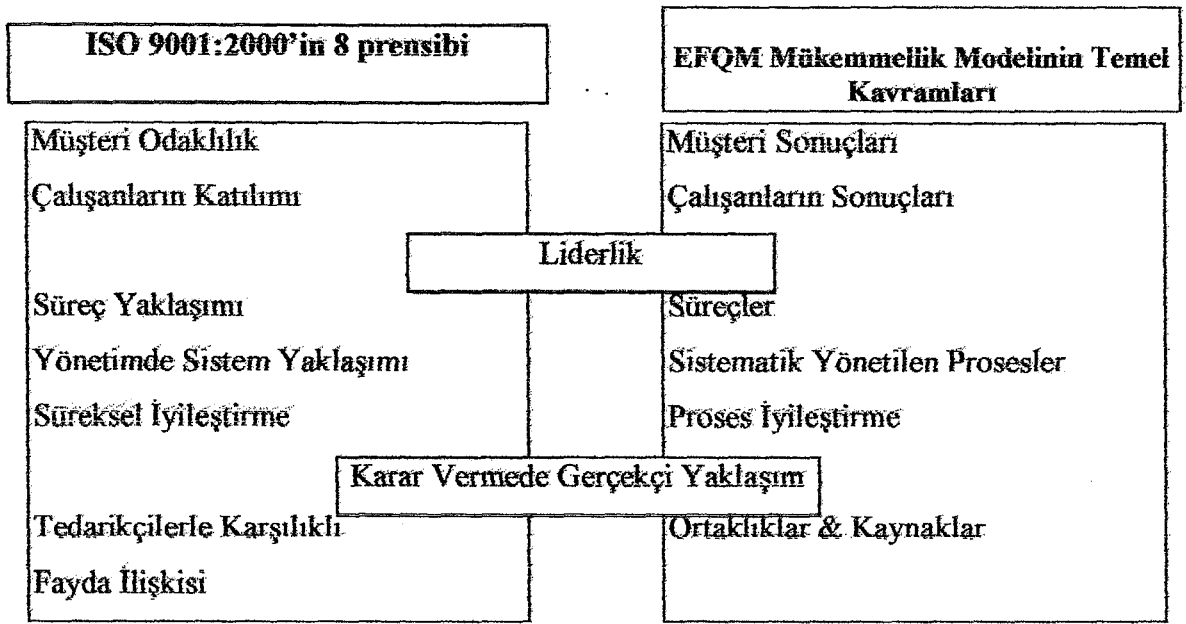 ISO 9001:2000'in 8 prensibi
EFQM Mükemmellik Modelinin Temel
Kavramları
Müşteri Odaklılık
Müşteri Sonuçları
Çalışanların Katılımı
Çalışanların Sonuçları
Liderlik
Süreç Yaklaşımı
Süreçler
Yönetimde Sistem Yaklaşımı
Sistematik Yönetilen Prosesler
Süreksel İyileştirme
Proses İyileştirme
Karar Vermede Gerçekçi Yaklaşım
Tedarikçilerle Karşılıklı
Ortaklıklar & Kaynaklar
Fayda İlişkisi